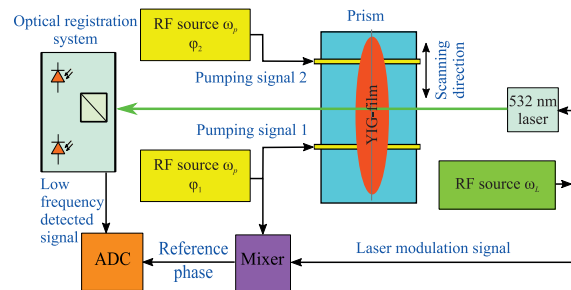 Optical registration
system
RF source ωp
φ2
Prism
Pumping signal 2
Scanning
direction
YIG-film
532 nm
laser
Pumping signal 1
RF source ωp
φ1
RF source ωL
Low
frequency
detected
signal
ADC
Reference
phase
Mixer
Laser modulation signal